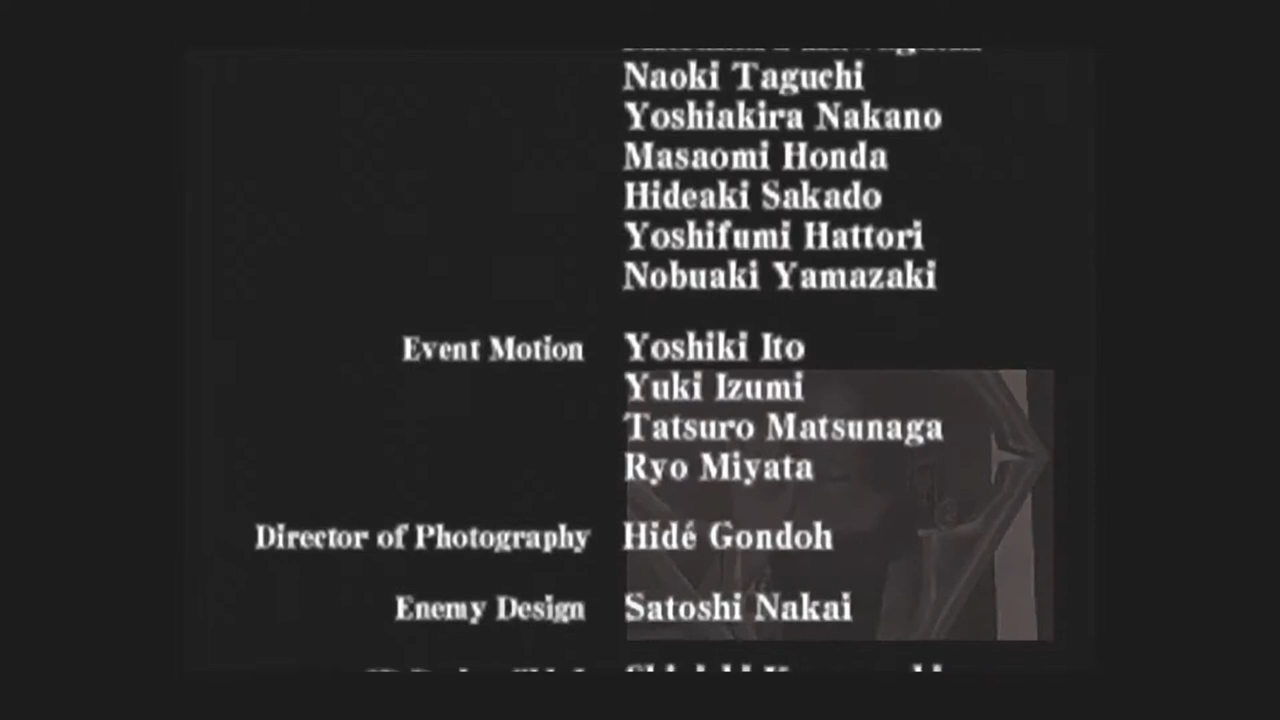 Naoki Taguchi
Yoshiakira Nakano
Masaomi Honda
Hideaki Sakado
Yoshifumi Hattori
Nobuaki Yamazaki
Event Motion Yoshiki Ito
Yuki Izumi
Tatsuro Matsunaga
Ryo Miyata
Director of Photography Hidé Gondoh
Enemy Design Satoshi Nakai